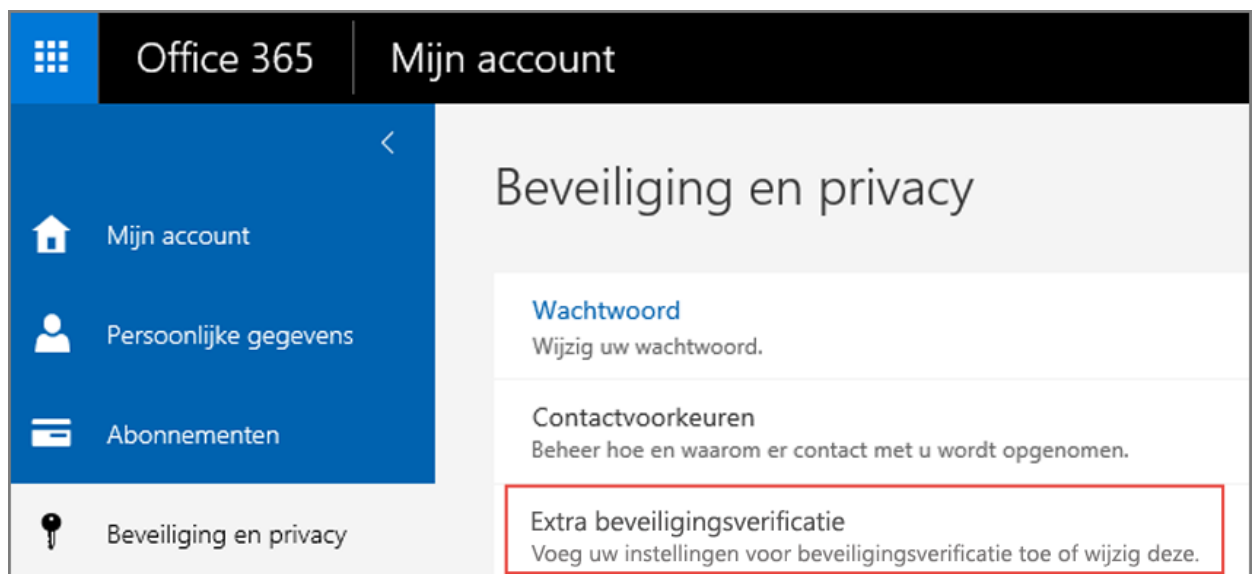 Office 365
Mijn account
Mijn account
Persoonlijke gegevens
Abonnementen
Beveiliging en privacy
Beveiliging en privacy
Wachtwoord
Wijzig uw wachtwoord.
Contactvoorkeuren
Beheer hoe en waarom er contact met u wordt opgenomen.
Extra beveiligingsverificatie
Voeg uw instellingen voor beveiligingsverificatie toe of wijzig deze.